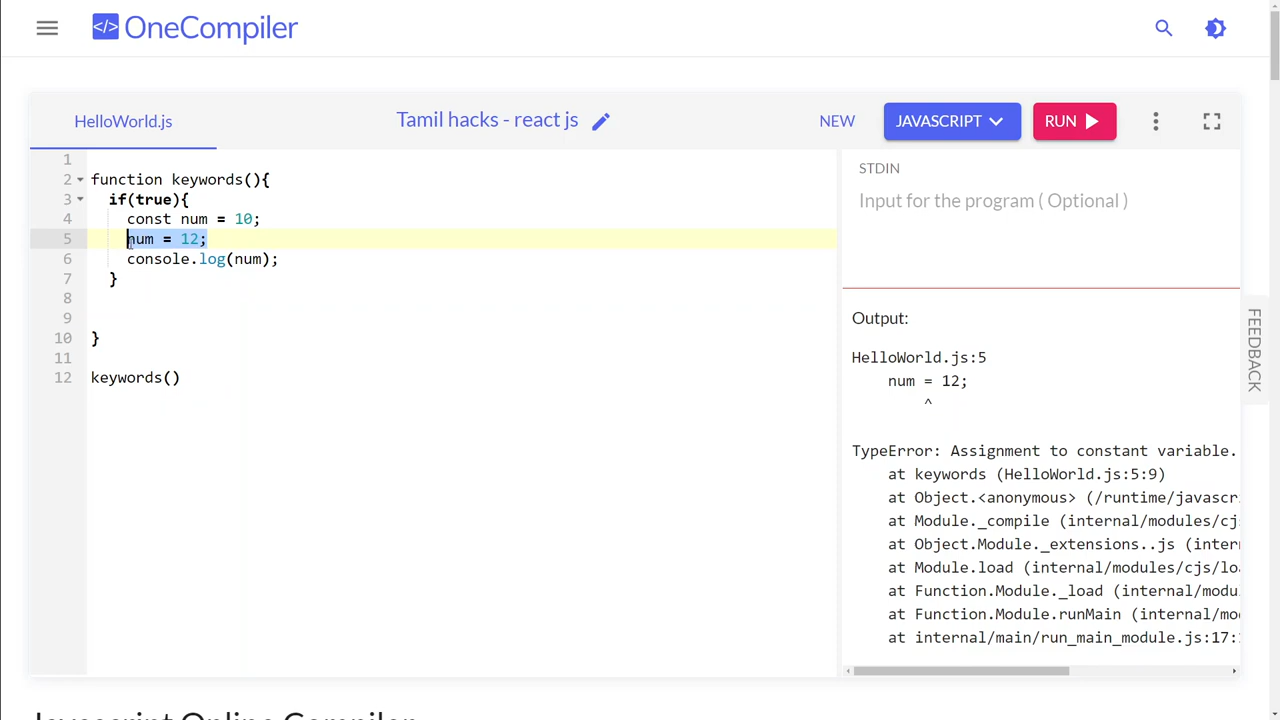 </> OneCompiler
HelloWorld.js
Tamil hacks - react js
NEW
JAVASCRIPT
RUN
1
2 function keywords(){
3 if(true){
4 const num = 10;
5 num = 12;
6 console.log(num);
7 }
8
9
10 }
11
12 keywords()
STDIN
Input for the program ( Optional )
Output:
HelloWorld.js:5
num = 12;
^
TypeError: Assignment to constant variable.
at keywords (HelloWorld.js:5:9)
at Object.<anonymous> (/runtime/javascri
at Module._compile (internal/modules/cjs
at Object.Module._extensions..js (inter
at Module.load (internal/modules/cjs/lo
at Function.Module._load (internal/modu
at Function.Module.runMain (internal/mo
at internal/main/run_main_module.js:17:
FEEDBACK
Javascript Online Compiler